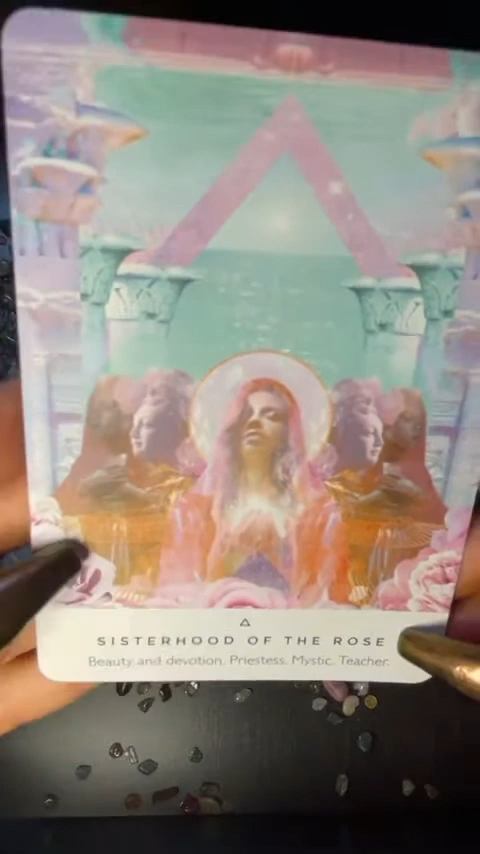 SISTERHOOD OF THE ROSE
Beauty and devotion. Priestess. Mystic. Teacher.